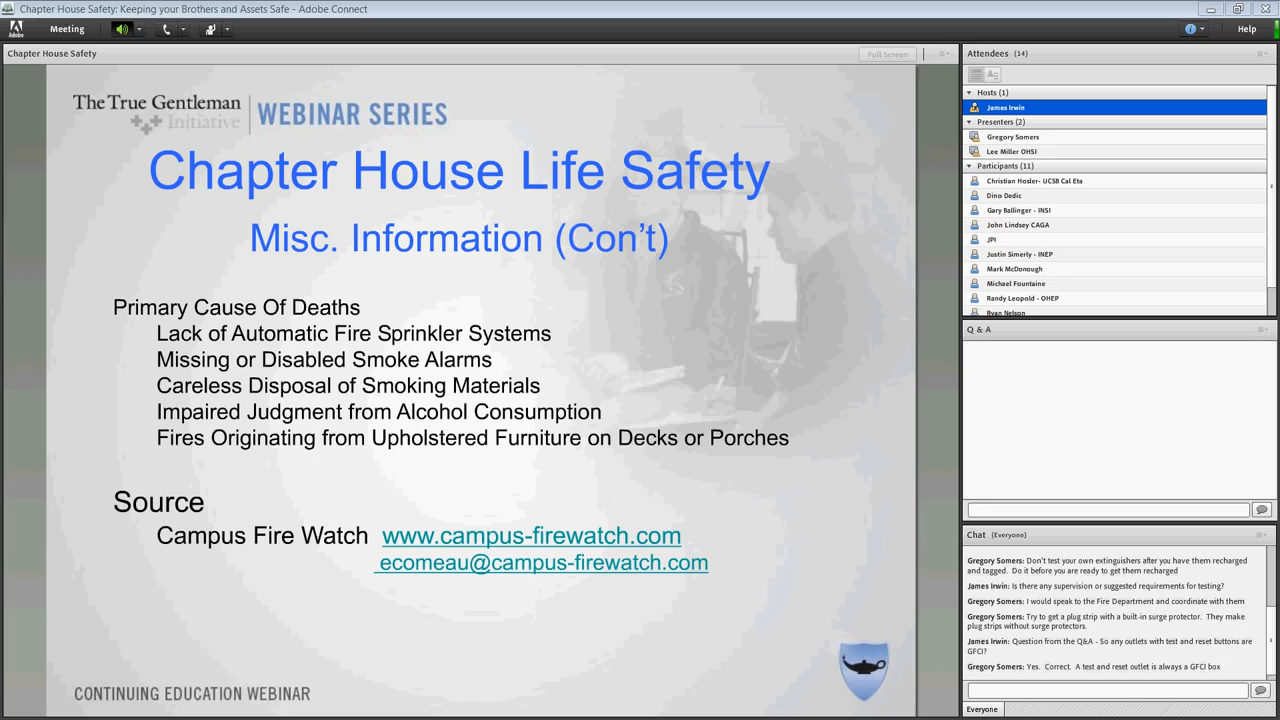 Chapter House Safety: Keeping your Brothers and Assets Safe - Adobe Connect
Adobe
Meeting
Help
Chapter House Safety
Full Screen
The True Gentleman
Initiative
WEBINAR SERIES
Chapter House Life Safety
Misc. Information (Con't)
Primary Cause Of Deaths
Lack of Automatic Fire Sprinkler Systems
Missing or Disabled Smoke Alarms
Careless Disposal of Smoking Materials
Impaired Judgment from Alcohol Consumption
Fires Originating from Upholstered Furniture on Decks or Porches
Source
Campus Fire Watch www.campus-firewatch.com
ecomeau@campus-firewatch.com
CONTINUING EDUCATION WEBINAR
Attendees (14)
Hosts (1)
James Irwin
Presenters (2)
Gregory Somers
Lee Miller OHSI
Participants (11)
Christian Hosler- UCSB Cal Eta
Dino Dedic
Gary Ballinger - INSI
John Lindsey CAGA
JPI
Justin Simerly - INEP
Mark McDonough
Michael Fountaine
Randy Leopold - OHEP
Ryan Nelson
Q & A
Chat (Everyone)
Gregory Somers: Don't test your own extinguishers after you have them recharged
and tagged. Do it before you are ready to get them recharged
James Irwin: Is there any supervision or suggested requirements for testing?
Gregory Somers: I would speak to the Fire Department and coordinate with them
Gregory Somers: Try to get a plug strip with a built-in surge protector. They make
plug strips without surge protectors.
James Irwin: Question from the Q&A - So any outlets with test and reset buttons are
GFCI?
Gregory Somers: Yes. Correct. A test and reset outlet is always a GFCI box
Everyone